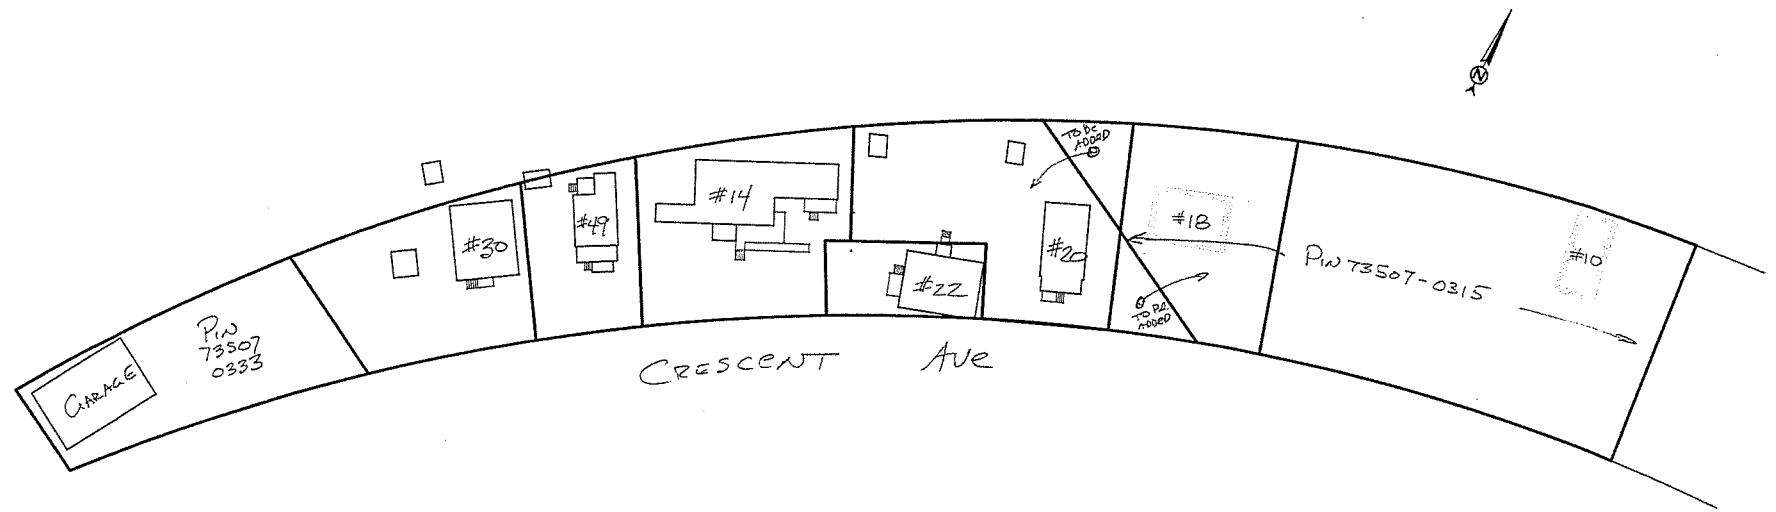 N
TO BE
ADDED
#30
#49
#14
#22
#20
#18
#10
PIN
73507
0333
GARAGE
PIN 73507-0315
TO BE
ADDED
CRESCENT AVE